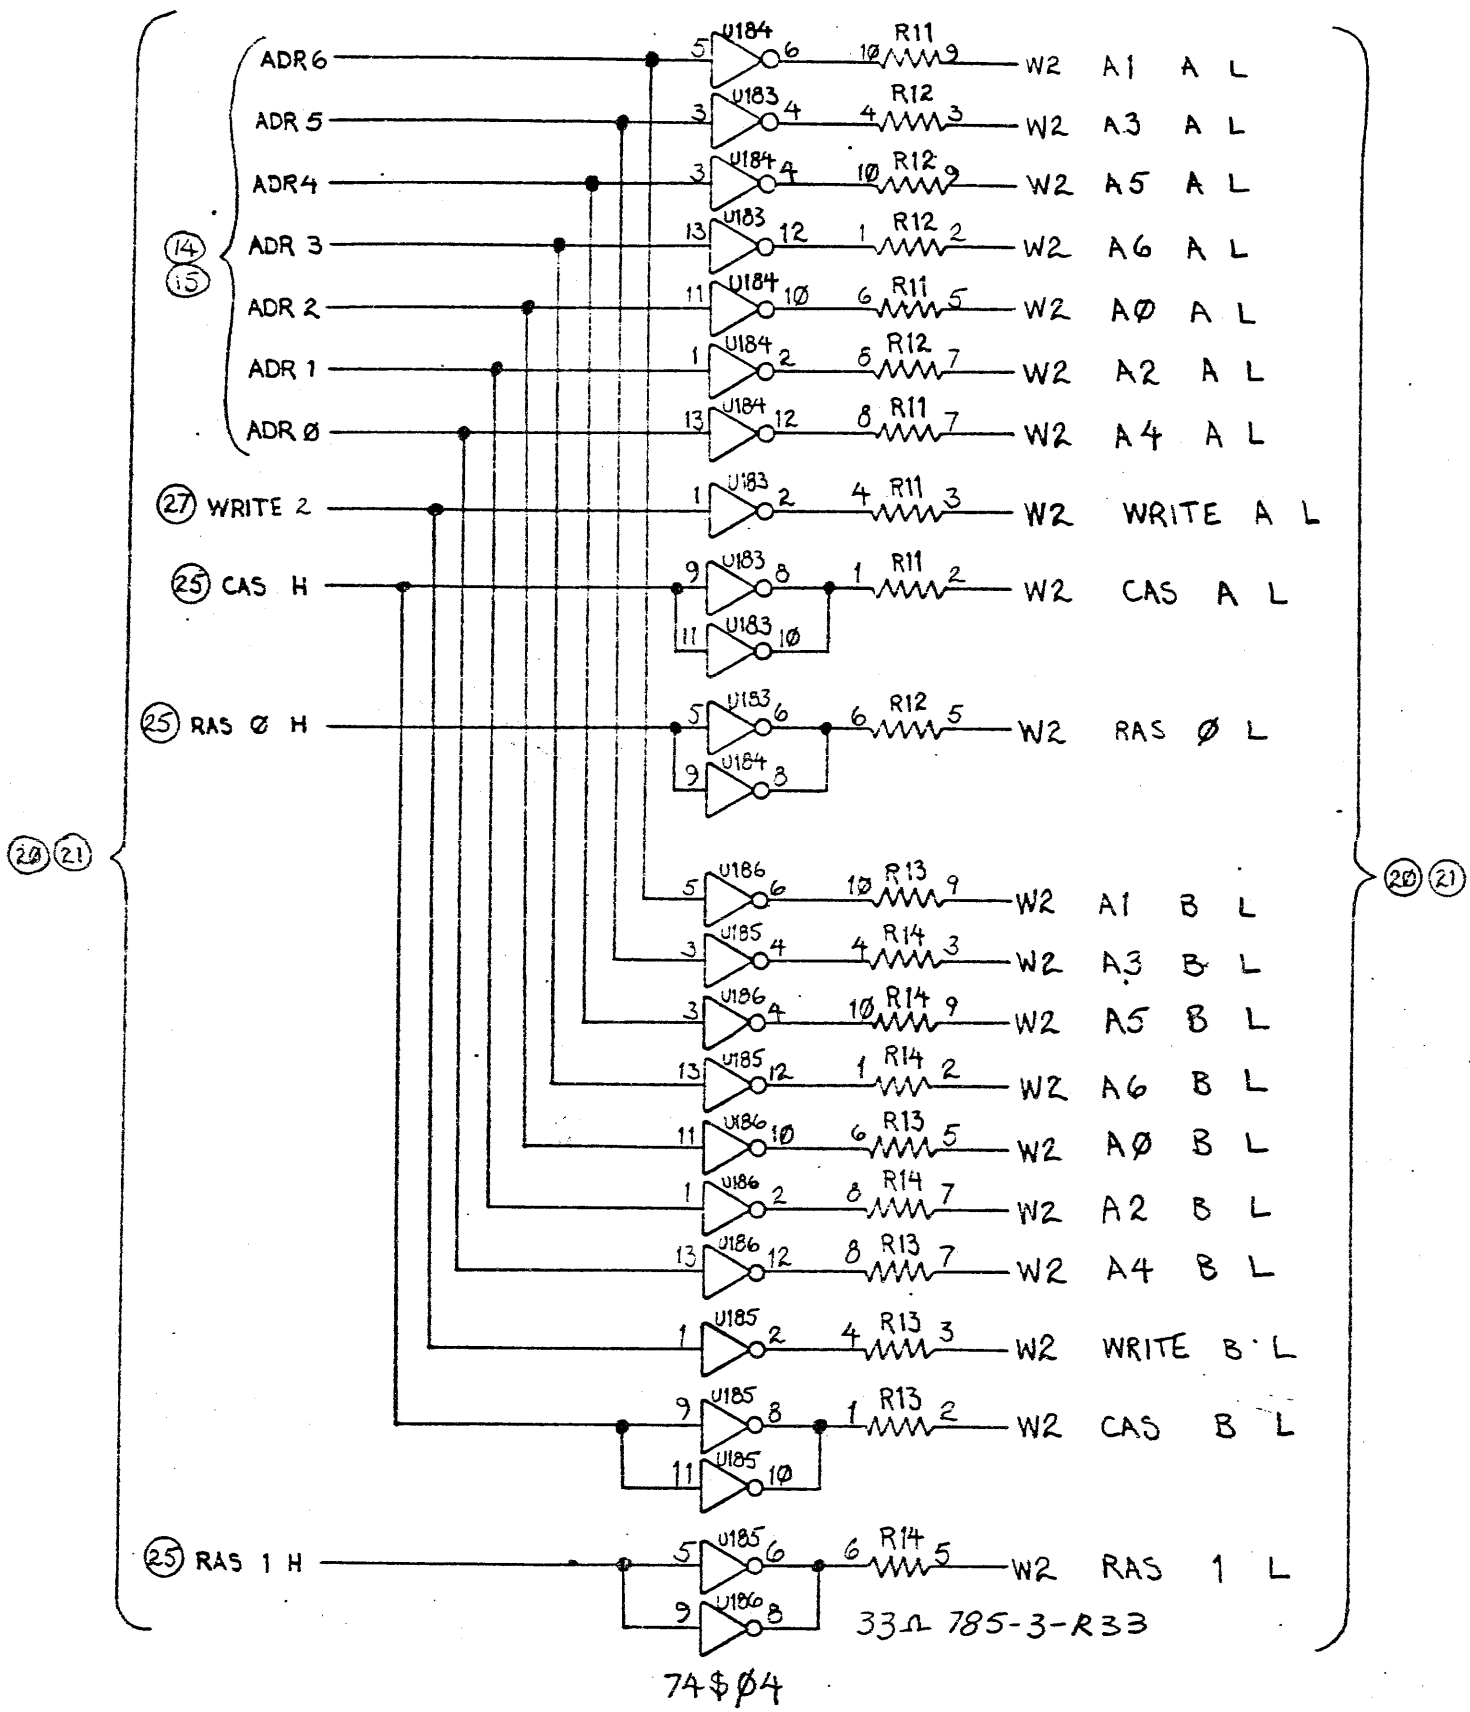 U184 R11
ADR 6 5 6 10 9 W2 A1 A L
U183 R12
ADR 5 3 4 4 3 W2 A3 A L
U184 R12
ADR 4 3 4 10 9 W2 A5 A L
U183 R12
14 ADR 3 13 12 1 2 W2 A6 A L
15
U184 R11
ADR 2 11 10 6 5 W2 AØ A L
U184 R12
ADR 1 1 2 8 7 W2 A2 A L
U184 R11
ADR Ø 13 12 8 7 W2 A4 A L
U183 R11
27 WRITE 2 1 2 4 3 W2 WRITE A L
U183 R11
25 CAS H 9 8 1 2 W2 CAS A L
U183
11 10
U183 R12
25 RAS Ø H 5 6 6 5 W2 RAS Ø L
U184
9 8
20 21 20 21
U186 R13
5 6 10 9 W2 A1 B L
U185 R14
3 4 4 3 W2 A3 B L
U186 R14
3 4 10 9 W2 A5 B L
U185 R14
13 12 1 2 W2 A6 B L
U186 R13
11 10 6 5 W2 AØ B L
U186 R14
1 2 8 7 W2 A2 B L
U186 R13
13 12 8 7 W2 A4 B L
U185 R13
1 2 4 3 W2 WRITE B L
U185 R13
9 8 1 2 W2 CAS B L
U185
11 10
U185 R14
25 RAS 1 H 5 6 6 5 W2 RAS 1 L
U186
9 8 33Ω 785-3-R33
74$Ø4